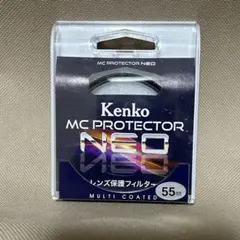 MC PROTECTOR NEO
Kenko
MC PROTECTOR
NEO
レンズ保護フィルター
55mm
MULTI COATED